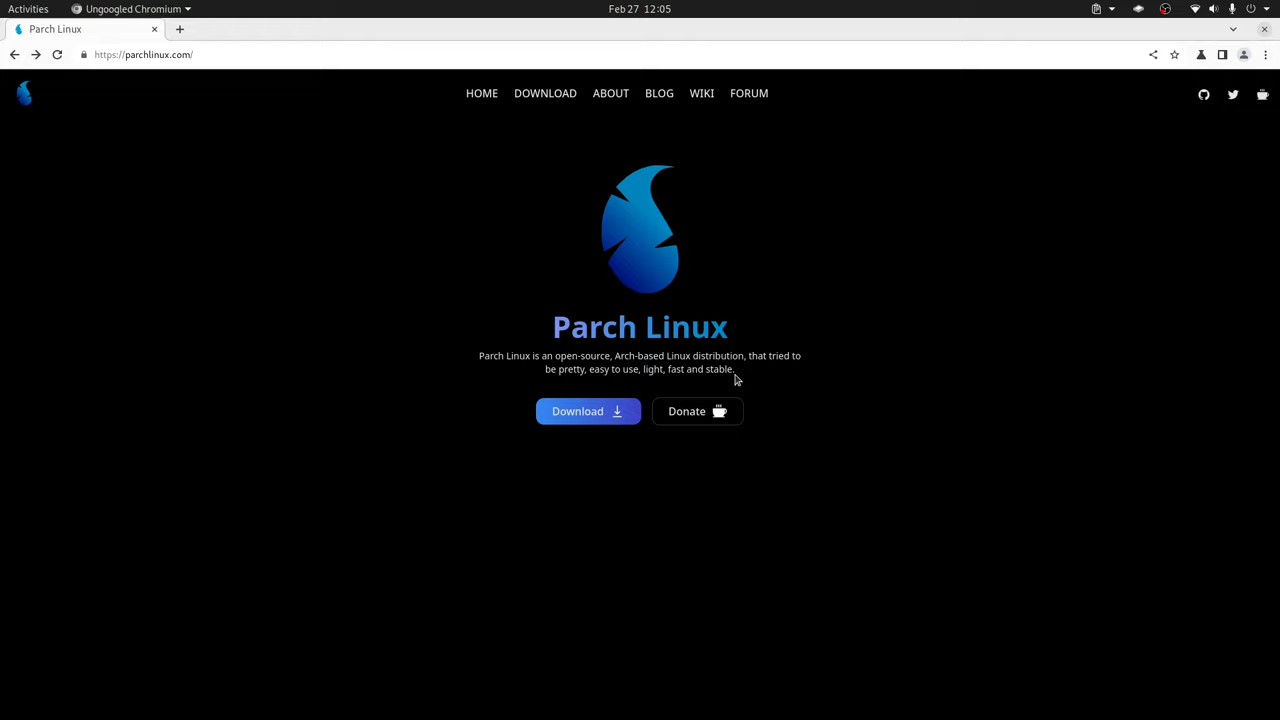 Activities
Ungoogled Chromium
Feb 27 12:05
Parch Linux
https://parchlinux.com/
HOME DOWNLOAD ABOUT BLOG WIKI FORUM
Parch Linux
Parch Linux is an open-source, Arch-based Linux distribution, that tried to
be pretty, easy to use, light, fast and stable.
Download
Donate